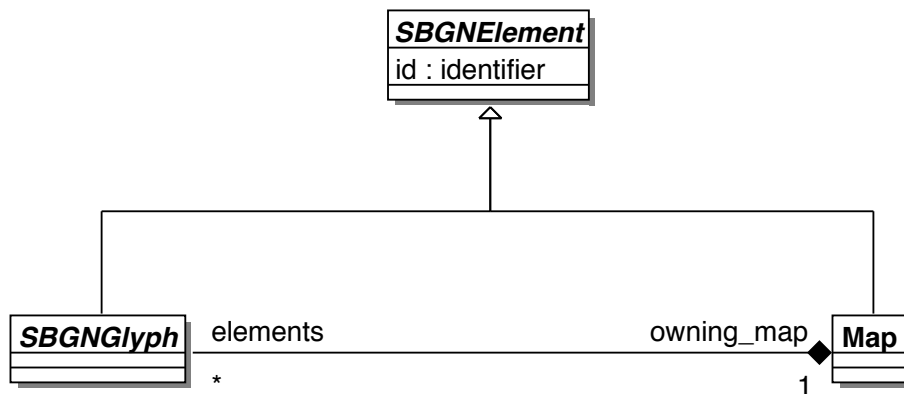 SBGNElement
id : identifier
SBGNGlyph
elements
owning_map
Map
*
1